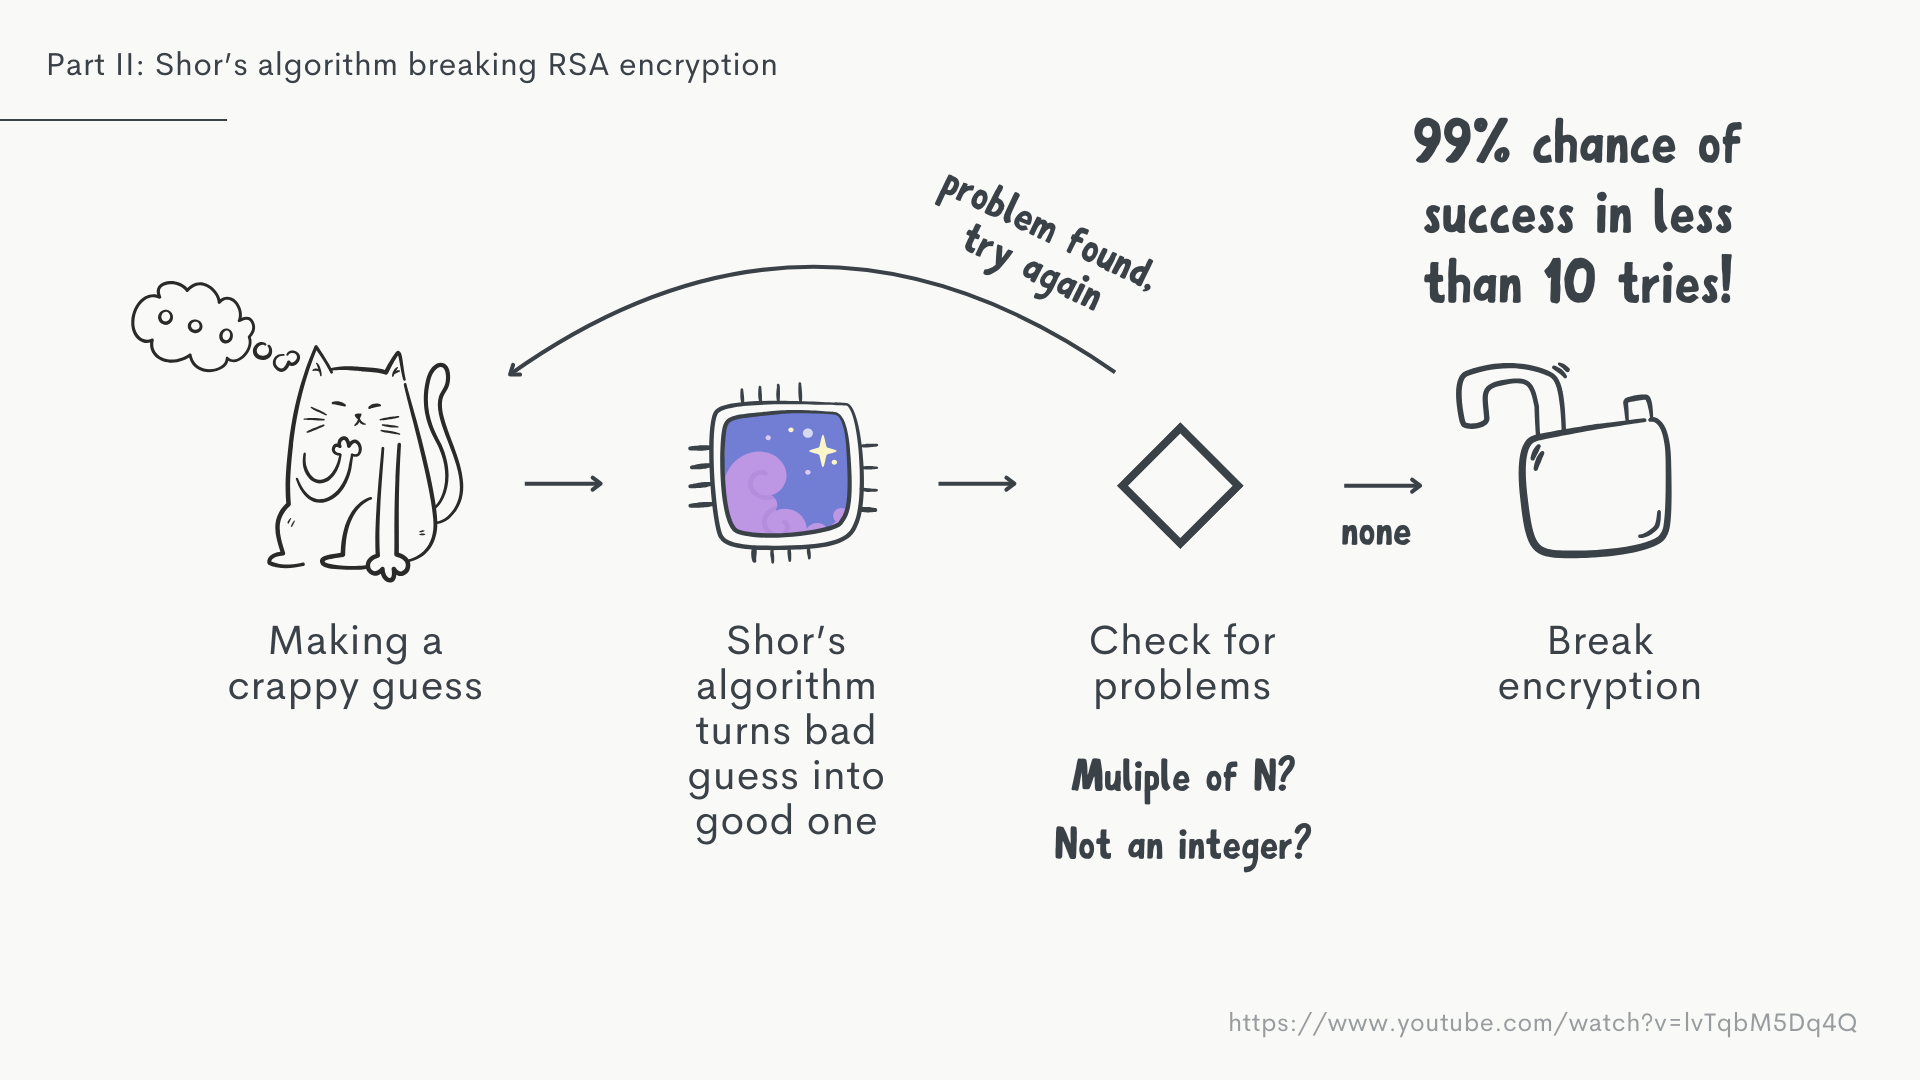 Part II: Shor’s algorithm breaking RSA encryption
99% chance of
success in less
than 10 tries!
problem found,
try again
none
Making a
crappy guess
Shor’s
algorithm
turns bad
guess into
good one
Check for
problems
Muliple of N?
Not an integer?
Break
encryption
https://www.youtube.com/watch?v=lvTqbM5Dq4Q